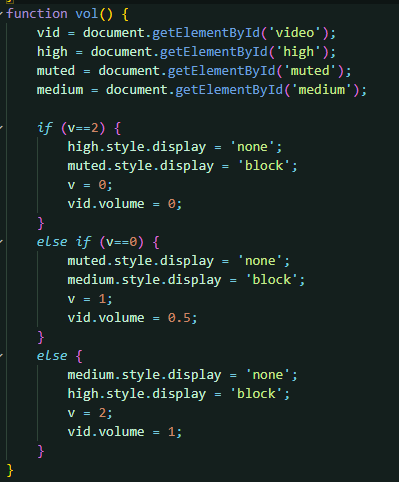 function vol() {
    vid = document.getElementById('video');
    high = document.getElementById('high');
    muted = document.getElementById('muted');
    medium = document.getElementById('medium');

    if (v==2) {
        high.style.display = 'none';
        muted.style.display = 'block';
        v = 0;
        vid.volume = 0;
    }
    else if (v==0) {
        muted.style.display = 'none';
        medium.style.display = 'block';
        v = 1;
        vid.volume = 0.5;
    }
    else {
        medium.style.display = 'none';
        high.style.display = 'block';
        v = 2;
        vid.volume = 1;
    }
}